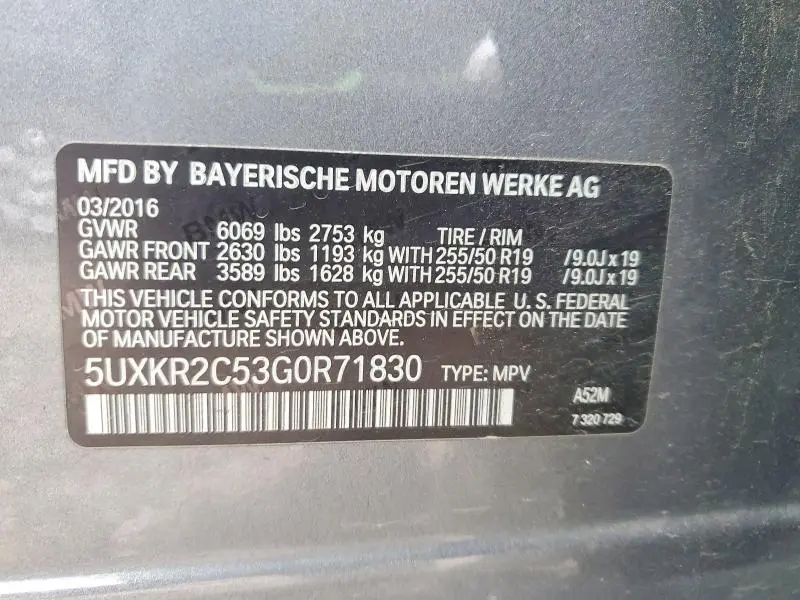 MFD BY BAYERISCHE MOTOREN WERKE AG
03/2016
GVWR 6069 lbs 2753 kg TIRE / RIM
GAWR FRONT 2630 lbs 1193 kg WITH 255/50 R19 /9.0J x 19
GAWR REAR 3589 lbs 1628 kg WITH 255/50 R19 /9.0J x 19
THIS VEHICLE CONFORMS TO ALL APPLICABLE U. S. FEDERAL
MOTOR VEHICLE SAFETY STANDARDS IN EFFECT ON THE DATE
OF MANUFACTURE SHOWN ABOVE.
5UXKR2C53G0R71830 TYPE: MPV
A52M
7 320 729